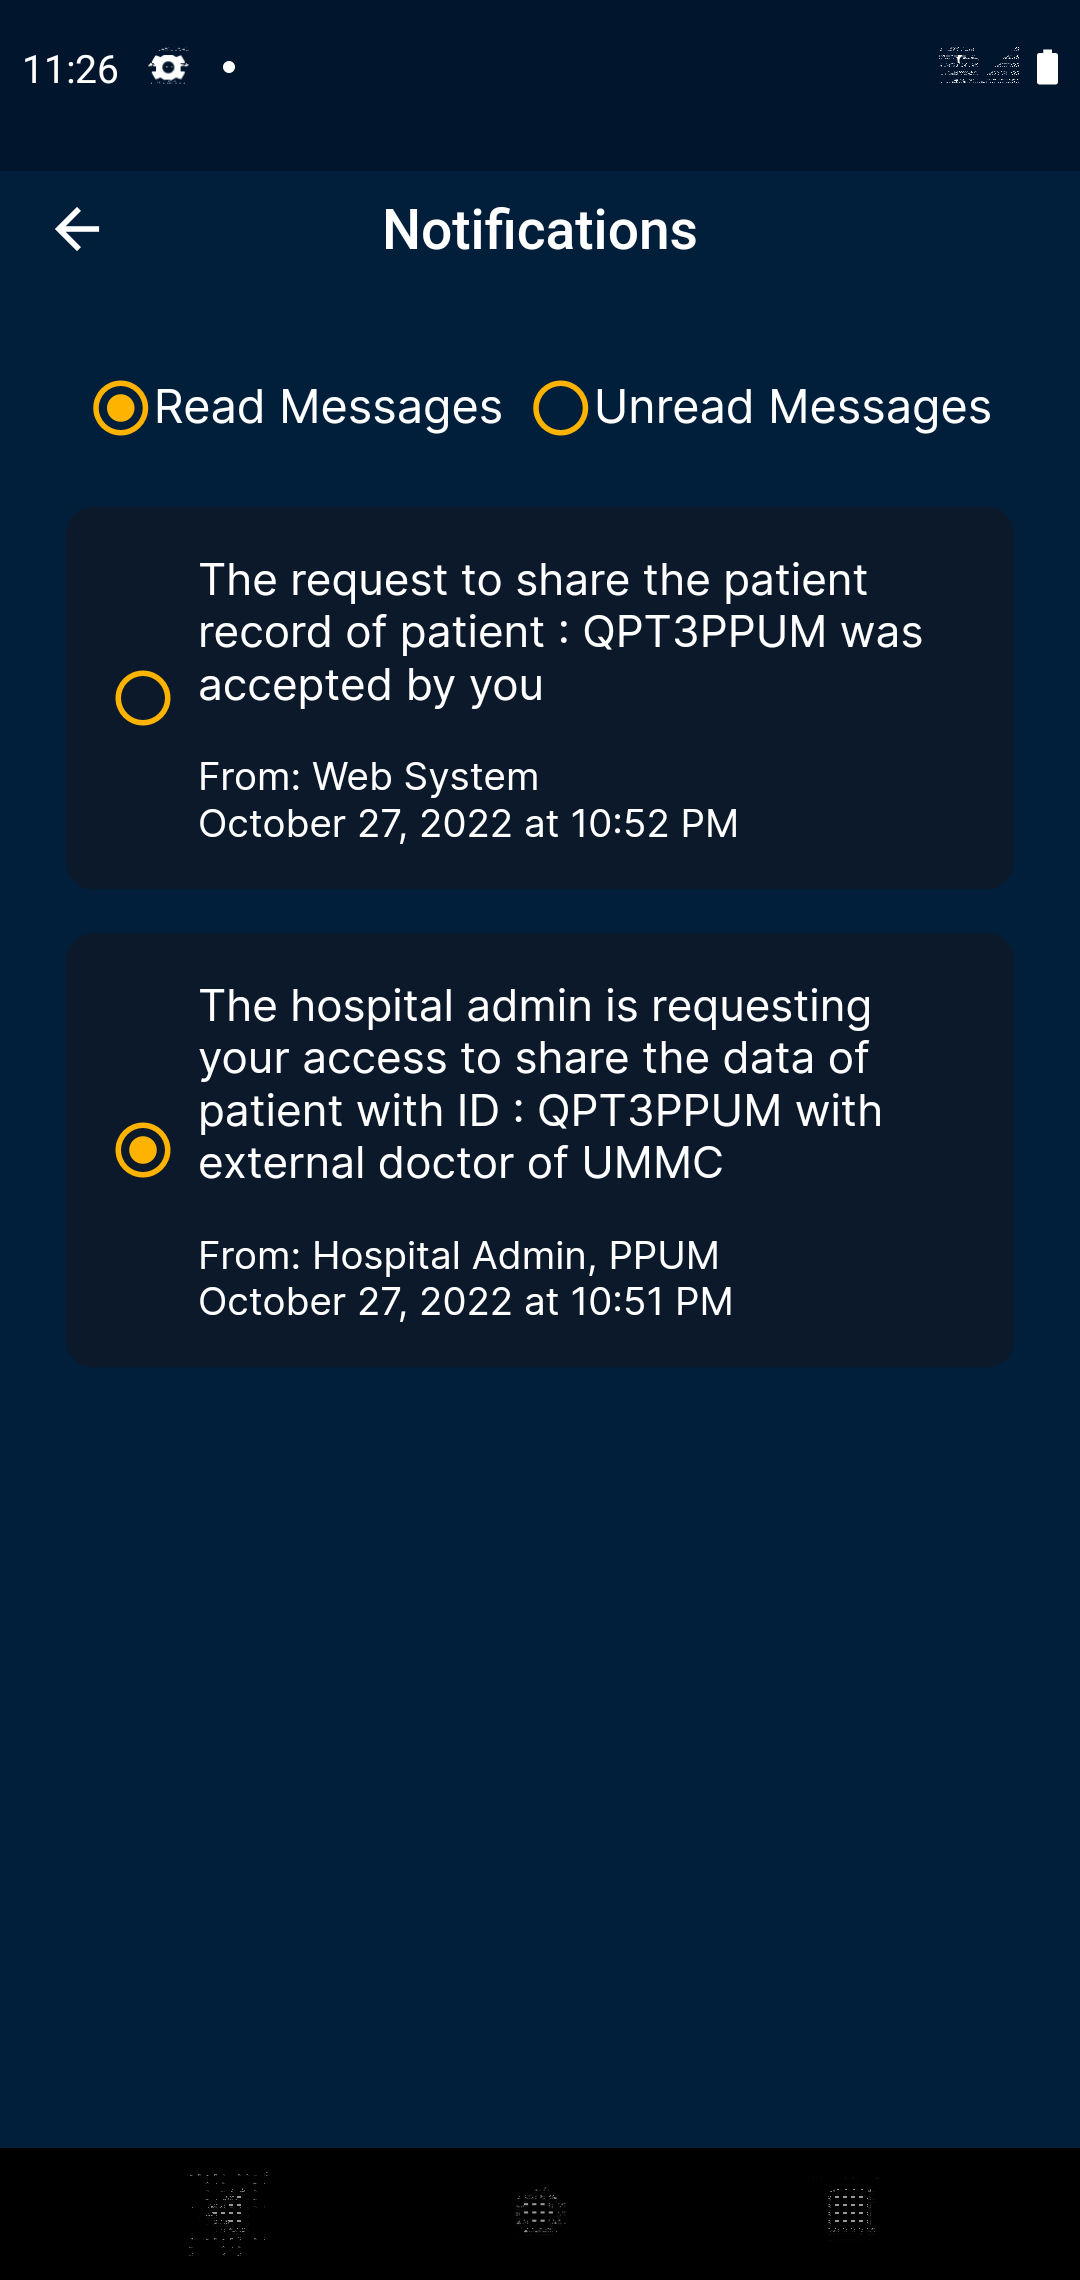 11:26
Notifications
Read Messages Unread Messages
The request to share the patient
record of patient : QPT3PPUM was
accepted by you
From: Web System
October 27, 2022 at 10:52 PM
The hospital admin is requesting
your access to share the data of
patient with ID : QPT3PPUM with
external doctor of UMMC
From: Hospital Admin, PPUM
October 27, 2022 at 10:51 PM